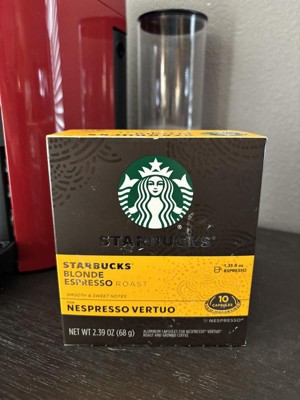 STARBUCKS
STARBUCKS®
BLONDE
ESPRESSO ROAST
SMOOTH & SWEET NOTES
1.35 fl oz
ESPRESSO
10
CAPSULES
NESPRESSO VERTUO
NESPRESSO
NET WT 2.39 OZ (68 g)
ALUMINUM CAPSULES FOR NESPRESSO® VERTUO®
ROAST AND GROUND COFFEE